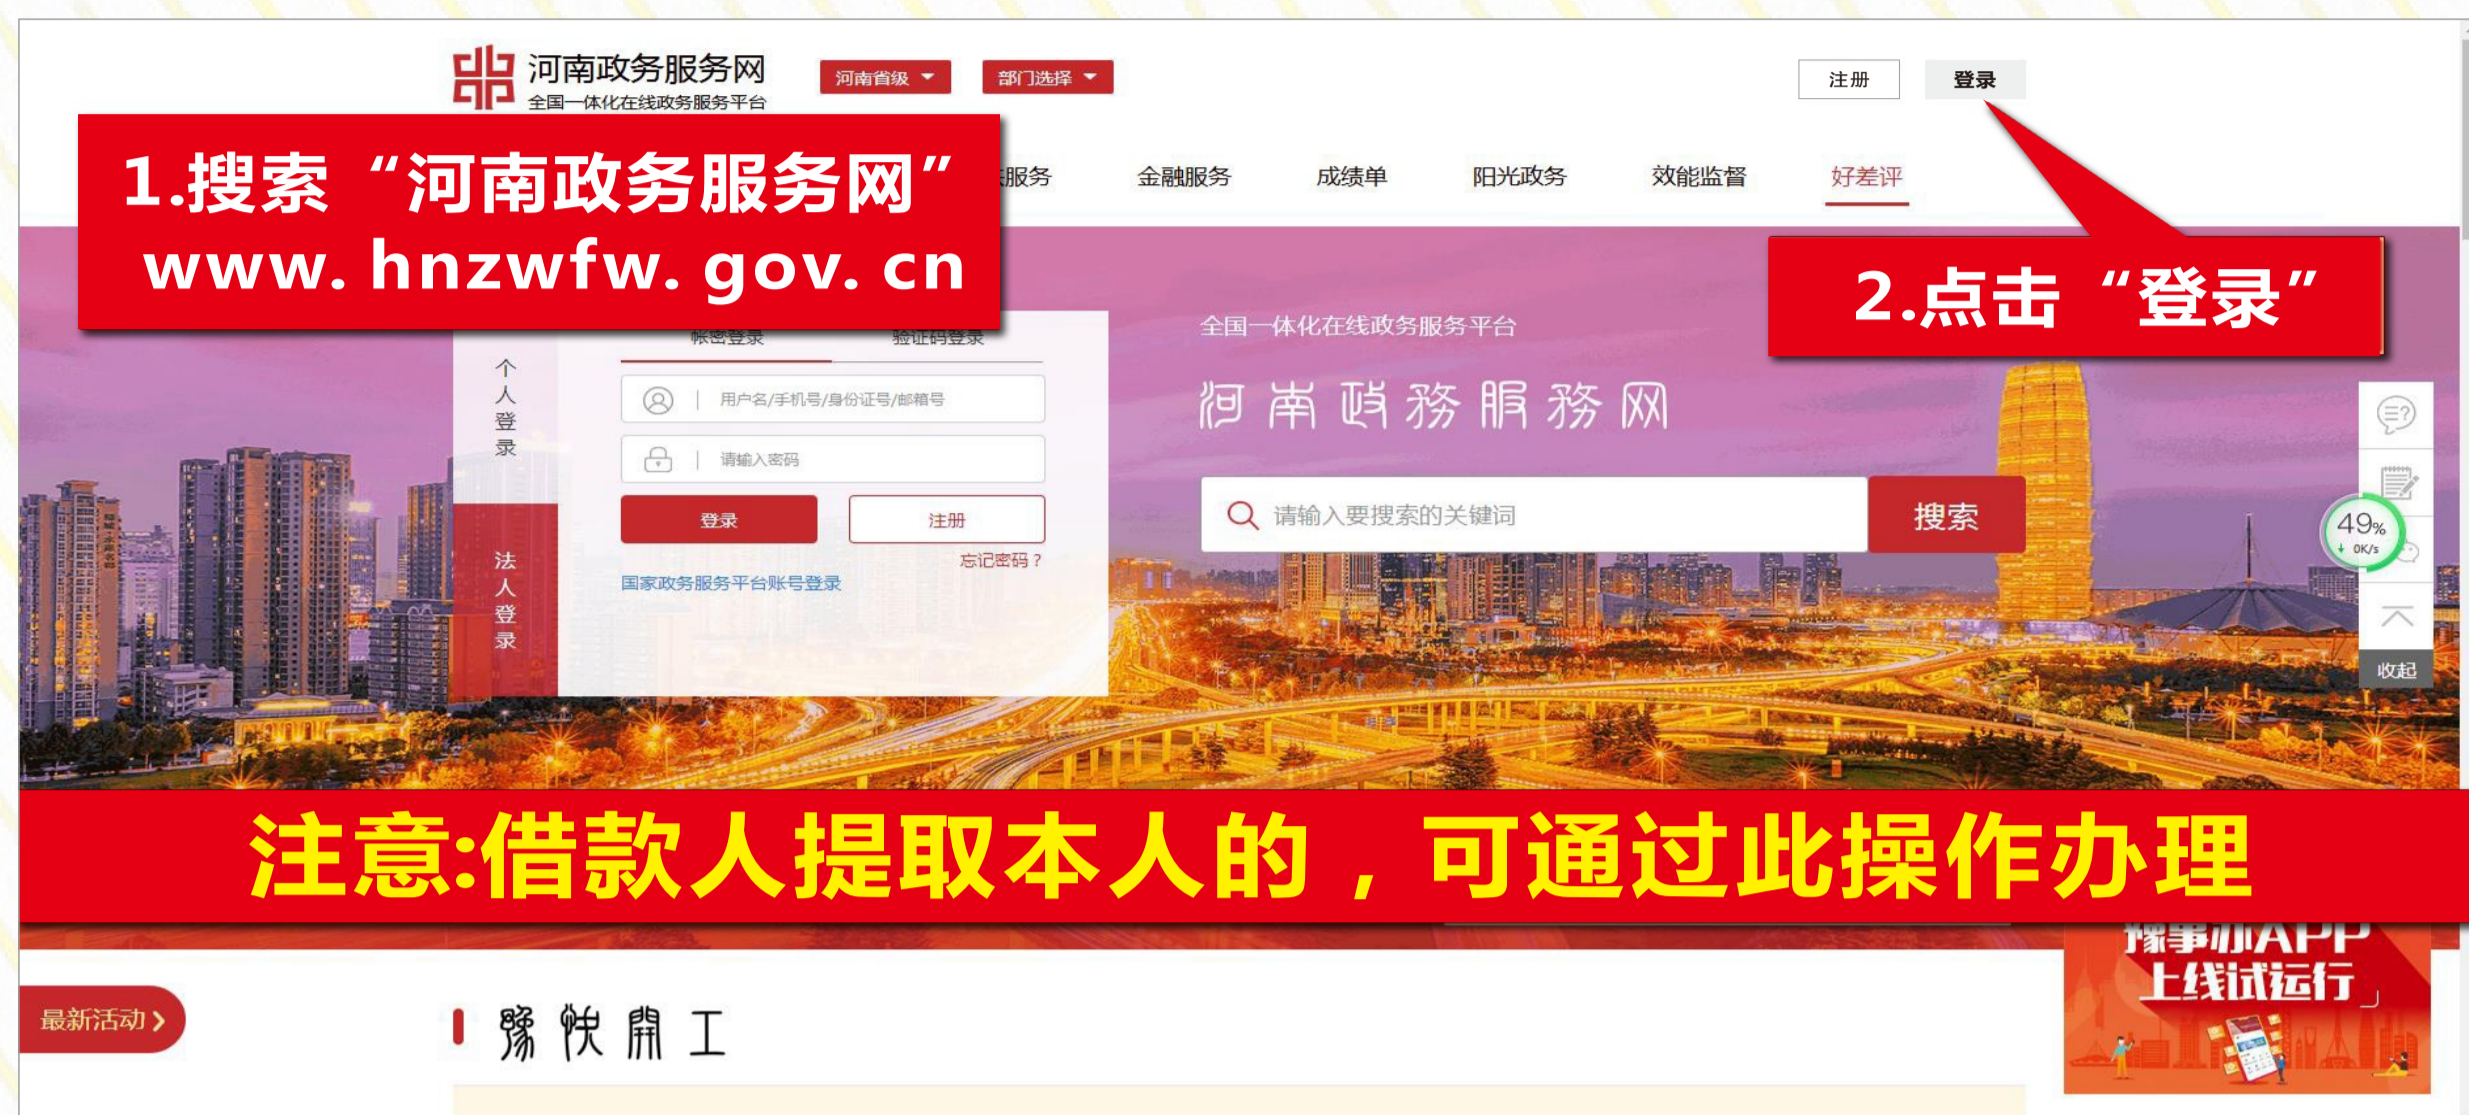 河南政务服务网
全国一体化在线政务服务平台
河南省级
部门选择
注册
登录
1.搜索“河南政务服务网”
www.hnzwfw.gov.cn
服务
金融服务
成绩单
阳光政务
效能监督
好差评
2.点击“登录”
帐密登录
验证码登录
个人登录
用户名/手机号/身份证号/邮箱号
请输入密码
登录
注册
忘记密码？
国家政务服务平台账号登录
法人登录
全国一体化在线政务服务平台
河南政務服務网
请输入要搜索的关键词
搜索
49%
0K/s
收起
注意:借款人提取本人的，可通过此操作办理
豫事办APP
上线试运行
最新活动
豫快開工